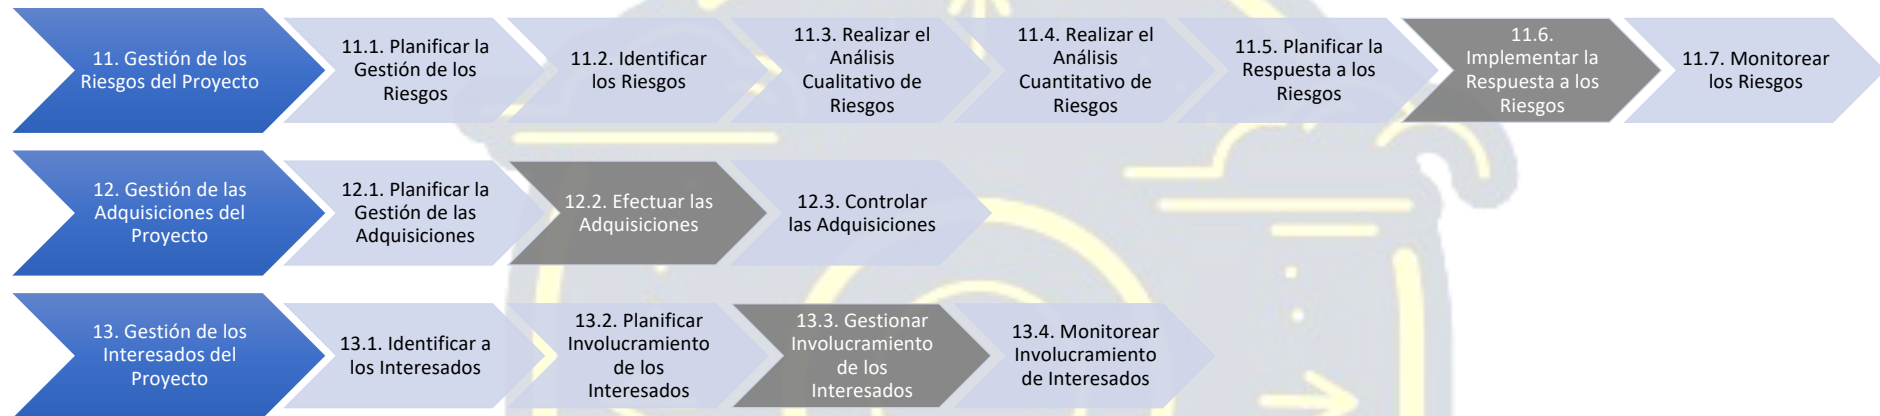 11. Gestión de los
Riesgos del Proyecto
11.1. Planificar la
Gestión de los
Riesgos
11.2. Identificar
los Riesgos
11.3. Realizar el
Análisis
Cualitativo de
Riesgos
11.4. Realizar el
Análisis
Cuantitativo de
Riesgos
11.5. Planificar la
Respuesta a los
Riesgos
11.6.
Implementar la
Respuesta a los
Riesgos
11.7. Monitorear
los Riesgos
12. Gestión de las
Adquisiciones del
Proyecto
12.1. Planificar la
Gestión de las
Adquisiciones
12.2. Efectuar las
Adquisiciones
12.3. Controlar
las Adquisiciones
13. Gestión de los
Interesados del
Proyecto
13.1. Identificar a
los Interesados
13.2. Planificar
Involucramiento
de los
Interesados
13.3. Gestionar
Involucramiento
de los
Interesados
13.4. Monitorear
Involucramiento
de Interesados